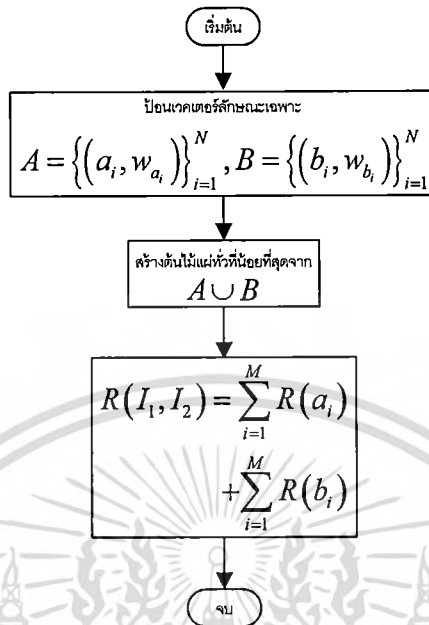 เริ่มต้น
ป้อนเวคเตอร์ลักษณะเฉพาะ
A = {(a_i, w_{a_i})}_{i=1}^{N}, B = {(b_i, w_{b_i})}_{i=1}^{N}
สร้างต้นไม้แผ่ทั่วที่น้อยที่สุดจาก
A ∪ B
R(I_1, I_2) = \sum_{i=1}^{M} R(a_i)
+ \sum_{i=1}^{M} R(b_i)
จบ